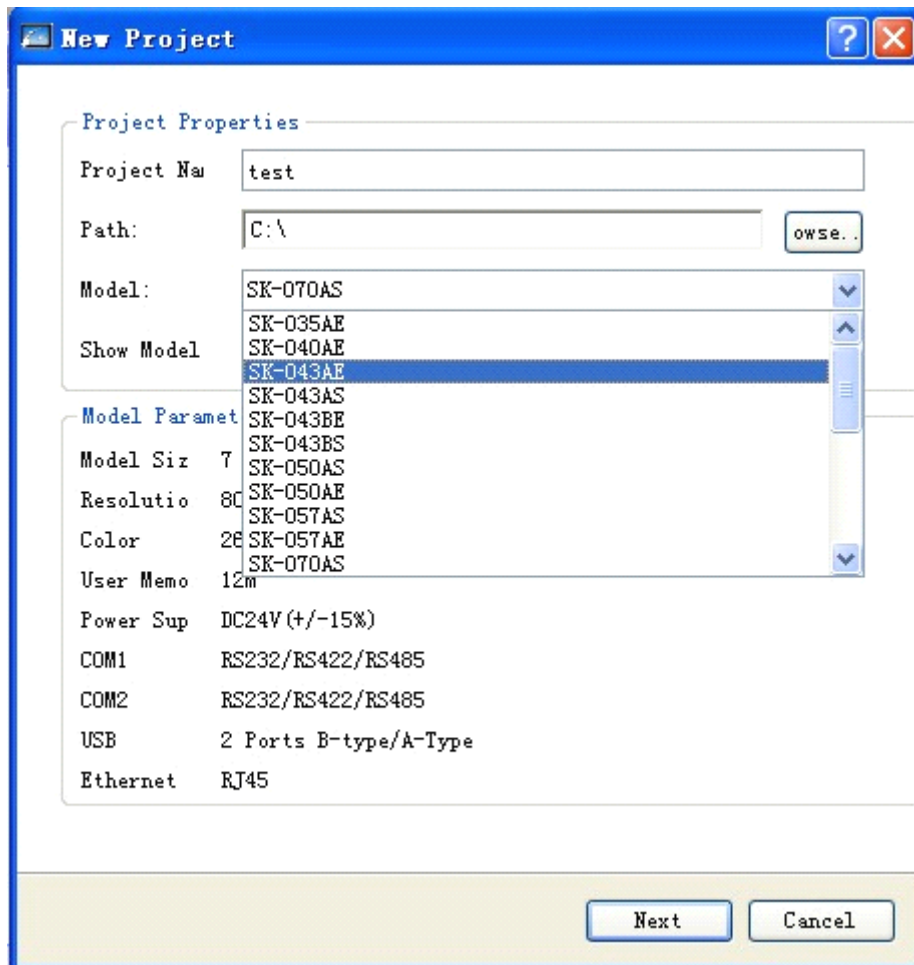 New Project
Project Properties
Project Na
test
Path:
C:\
owse..
Model:
SK-070AS
Show Model
SK-035AE
SK-040AE
SK-043AE
SK-043AS
SK-043BE
SK-043BS
SK-050AS
SK-050AE
SK-057AS
SK-057AE
SK-070AS
Model Paramet
Model Siz 7
Resolutio
Color
User Memo 12m
Power Sup DC24V(+/-15%)
COM1 RS232/RS422/RS485
COM2 RS232/RS422/RS485
USB 2 Ports B-type/A-Type
Ethernet RJ45
Next
Cancel